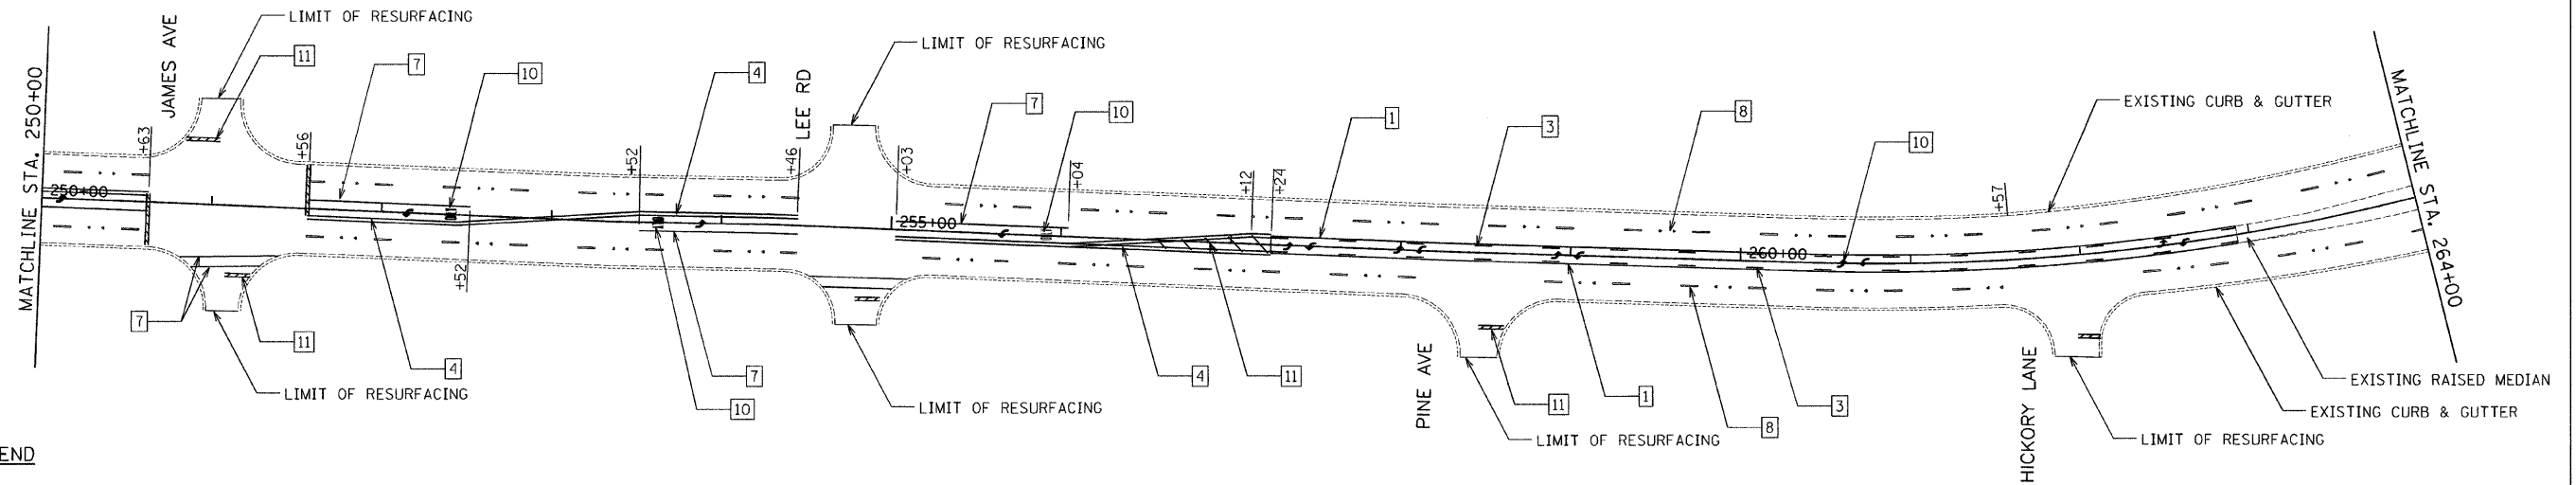 LIMIT OF RESURFACING
JAMES AVE
11
7
10
4
LIMIT OF RESURFACING
LEE RD
7
10
1
3
8
10
EXISTING CURB & GUTTER
MATCHLINE STA. 250+00
MATCHLINE STA. 264+00
+63
+56
+52
+46
+03
+04
+12
+24
+57
250+00
255+00
260+00
+52
7
11
4
7
10
4
11
1
3
8
11
LIMIT OF RESURFACING
LIMIT OF RESURFACING
PINE AVE
LIMIT OF RESURFACING
HICKORY LANE
LIMIT OF RESURFACING
EXISTING RAISED MEDIAN
EXISTING CURB & GUTTER
END